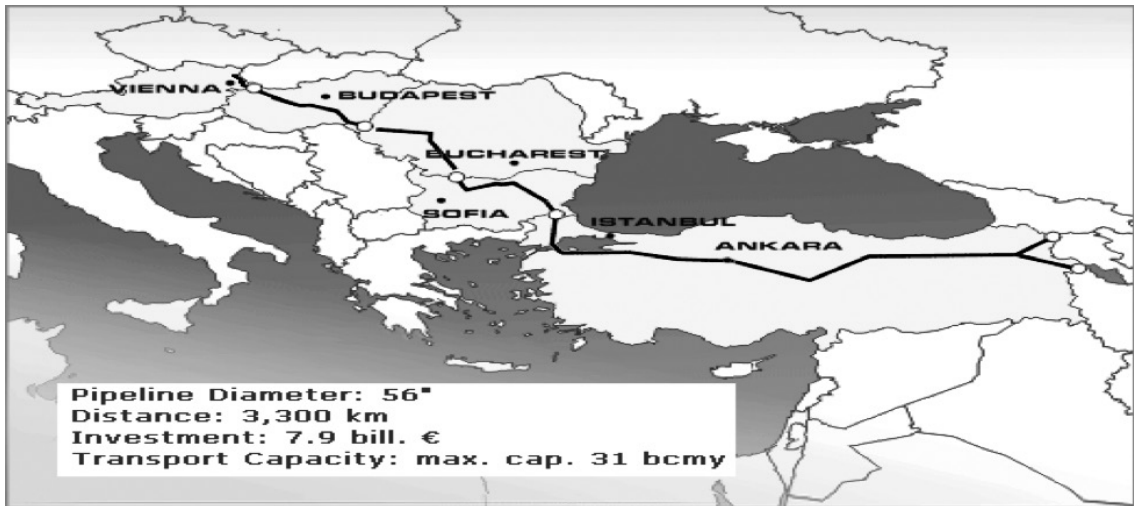 VIENNA
BUDAPEST
BUCHAREST
SOFIA
ISTANBUL
ANKARA
Pipeline Diameter: 56"
Distance: 3,300 km
Investment: 7.9 bill. €
Transport Capacity: max. cap. 31 bcmy